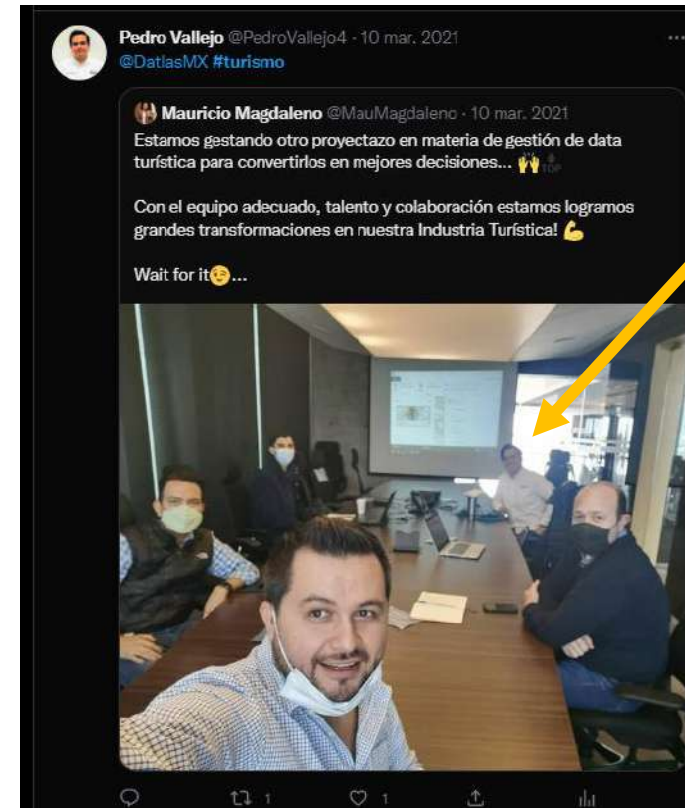 Pedro Vallejo @PedroVallejo4 · 10 mar. 2021
@DatlasMX #turismo
Mauricio Magdaleno @MauMagdaleno · 10 mar. 2021
Estamos gestando otro proyectazo en materia de gestión de data
turística para convertirlos en mejores decisiones... 🙌🔝
Con el equipo adecuado, talento y colaboración estamos logramos
grandes transformaciones en nuestra Industria Turística! 💪
Wait for it😉...
1
1